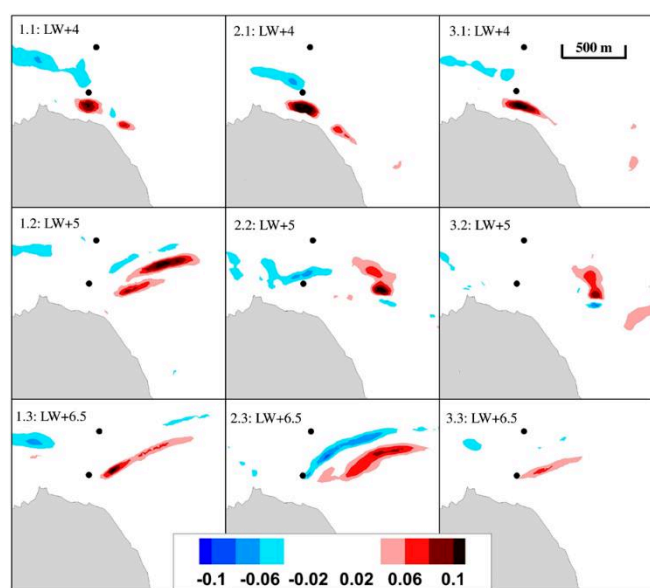 1.1: LW+4
2.1: LW+4
3.1: LW+4
500 m
1.2: LW+5
2.2: LW+5
3.2: LW+5
1.3: LW+6.5
2.3: LW+6.5
3.3: LW+6.5
-0.1 -0.06 -0.02 0.02 0.06 0.1